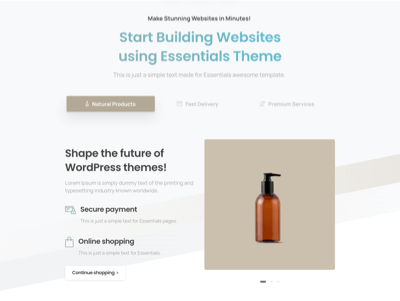 Make Stunning Websites in Minutes!
Start Building Websites
using Essentials Theme
This is just a simple text made for Essentials awesome template.
Natural Products
Fast Delivery
Premium Services
Shape the future of
WordPress themes!
Lorem Ipsum is simply dummy text of the printing and
typesetting industry known worldwide.
Secure payment
This is just a simple text for Essentials pages.
Online shopping
This is just a simple text for Essentials.
Continue shopping ›